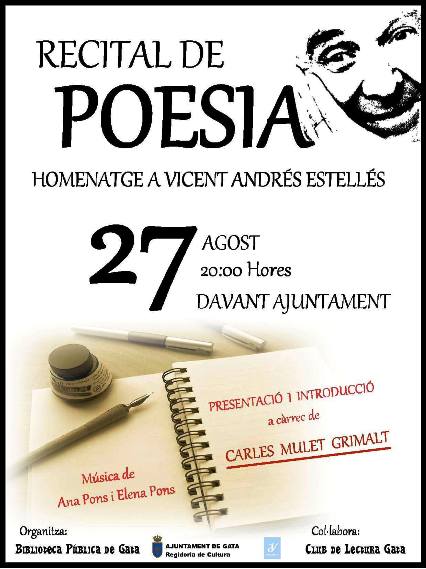 RECITAL DE
POESIA
HOMENATGE A VICENT ANDRÉS ESTELLÉS
27
AGOST
20:00 Hores
DAVANT AJUNTAMENT
PRESENTACIÓ I INTRODUCCIÓ
a càrrec de
CARLES MULET GRIMALT
Música de
Ana Pons i Elena Pons
Organitza:
Biblioteca Pública de Gata
AJUNTAMENT DE GATA
Regidoria de Cultura
Col·labora:
Club de Lectura Gata